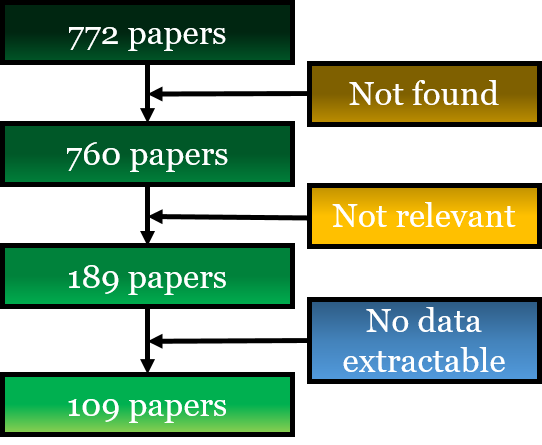 772 papers
Not found
760 papers
Not relevant
189 papers
No data
extractable
109 papers